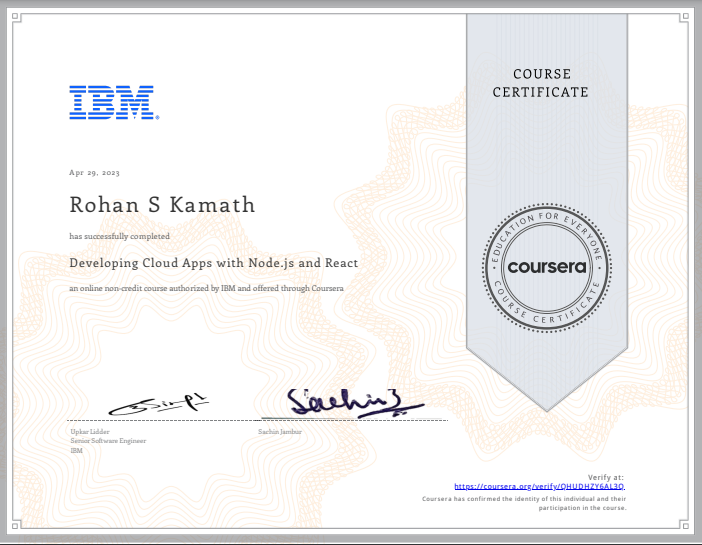 COURSE
CERTIFICATE
IBM
Apr 29, 2023
Rohan S Kamath
has successfully completed
Developing Cloud Apps with Node.js and React
an online non-credit course authorized by IBM and offered through Coursera
EDUCATION FOR EVERYONE
coursera
COURSE CERTIFICATE
Sachin J
Upkar Lidder
Senior Software Engineer
IBM
Sachin Jambur
Verify at:
https://coursera.org/verify/QHUDHZY6AL3Q
Coursera has confirmed the identity of this individual and their
participation in the course.